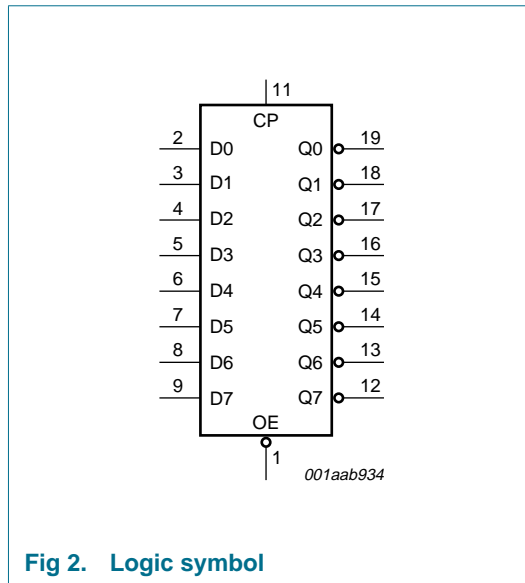 11
CP
2 D0 Q0 19
3 D1 Q1 18
4 D2 Q2 17
5 D3 Q3 16
6 D4 Q4 15
7 D5 Q5 14
8 D6 Q6 13
9 D7 Q7 12
OE
1
001aab934
Fig 2. Logic symbol